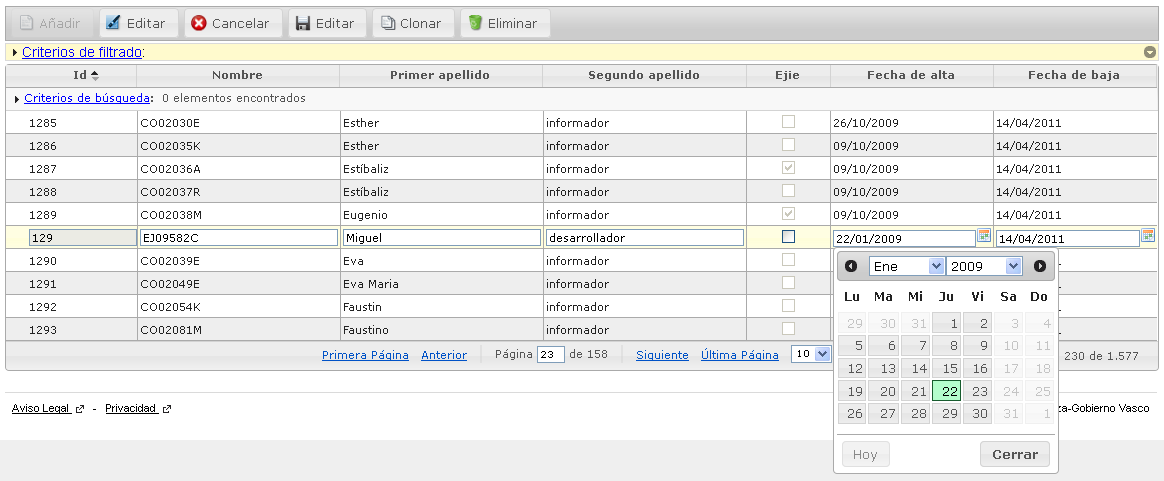 Añadir Editar Cancelar Editar Clonar Eliminar
Criterios de filtrado:
Id Nombre Primer apellido Segundo apellido Ejie Fecha de alta Fecha de baja
Criterios de búsqueda: 0 elementos encontrados
1285 CO02030E Esther informador 26/10/2009 14/04/2011
1286 CO02035K Esther informador 09/10/2009 14/04/2011
1287 CO02036A Estíbaliz informador 09/10/2009 14/04/2011
1288 CO02037R Estíbaliz informador 09/10/2009 14/04/2011
1289 CO02038M Eugenio informador 09/10/2009 14/04/2011
129 EJ09582C Miguel desarrollador 22/01/2009 14/04/2011
1290 CO02039E Eva informador
1291 CO02049E Eva Maria informador
1292 CO02054K Faustin informador
1293 CO02081M Faustino informador
Primera Página Anterior Página 23 de 158 Siguiente Última Página 10 230 de 1.577
Ene 2009
Lu Ma Mi Ju Vi Sa Do
29 30 31 1 2 3 4
5 6 7 8 9 10 11
12 13 14 15 16 17 18
19 20 21 22 23 24 25
26 27 28 29 30 31 1
Hoy Cerrar
Aviso Legal - Privacidad za-Gobierno Vasco